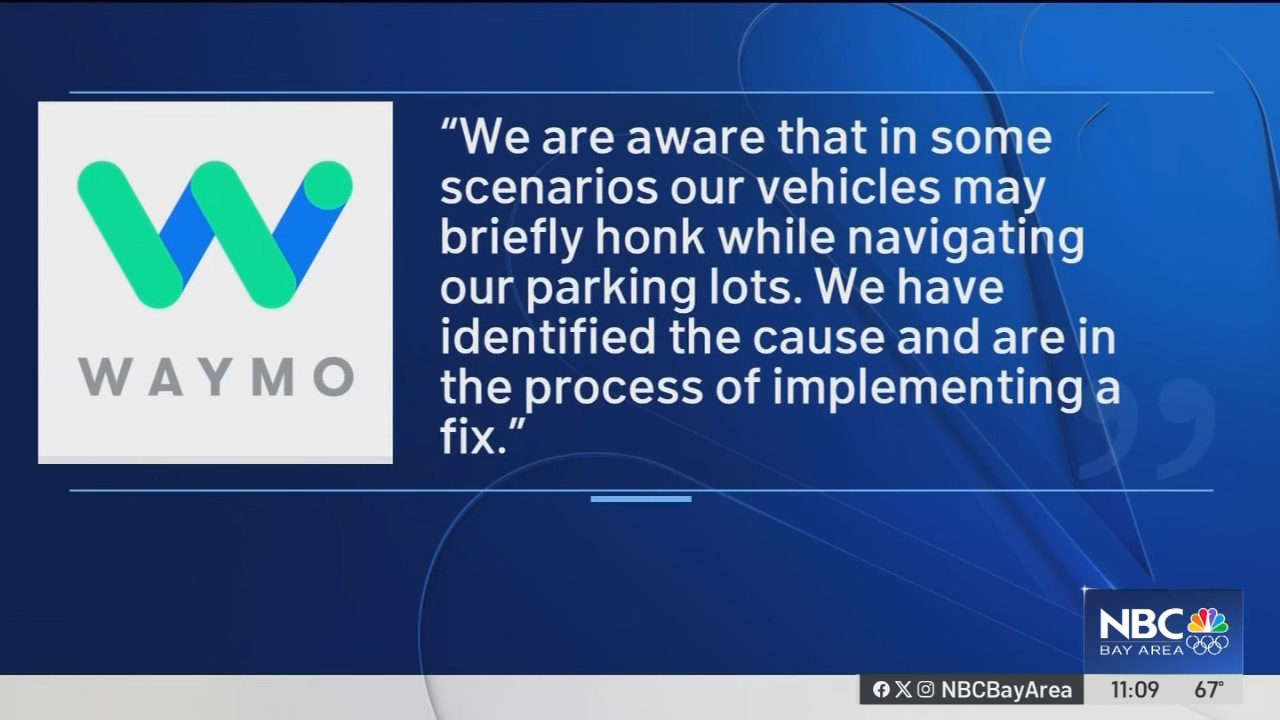 WAYMO
“We are aware that in some
scenarios our vehicles may
briefly honk while navigating
our parking lots. We have
identified the cause and are in
the process of implementing a
fix.”
”
NBC
BAY AREA
NBCBayArea
11:09 67°